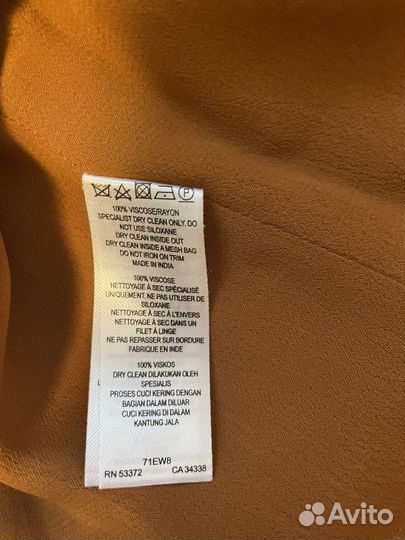 100% VISCOSE/RAYON
SPECIALIST DRY CLEAN ONLY. DO
NOT USE SILOXANE
DRY CLEAN INSIDE OUT
DRY CLEAN INSIDE A MESH BAG
DO NOT IRON ON TRIM
MADE IN INDIA
100% VISCOSE
NETTOYAGE À SEC SPÉCIALISÉ
UNIQUEMENT, NE PAS UTILISER DE
SILOXANE
NETTOYAGE À SEC À L'ENVERS
NETTOYAGE À SEC DANS UN
FILET À LINGE
NE PAS REPASSER SUR BORDURE
FABRIQUE EN INDE
100% VISKOS
DRY CLEAN DILAKUKAN OLEH
SPESIALIS
PROSES CUCI KERING DENGAN
BAGIAN DALAM DILUAR
CUCI KERING DI DALAM
KANTUNG JALA
71EW8
RN 53372 CA 34338
Avito